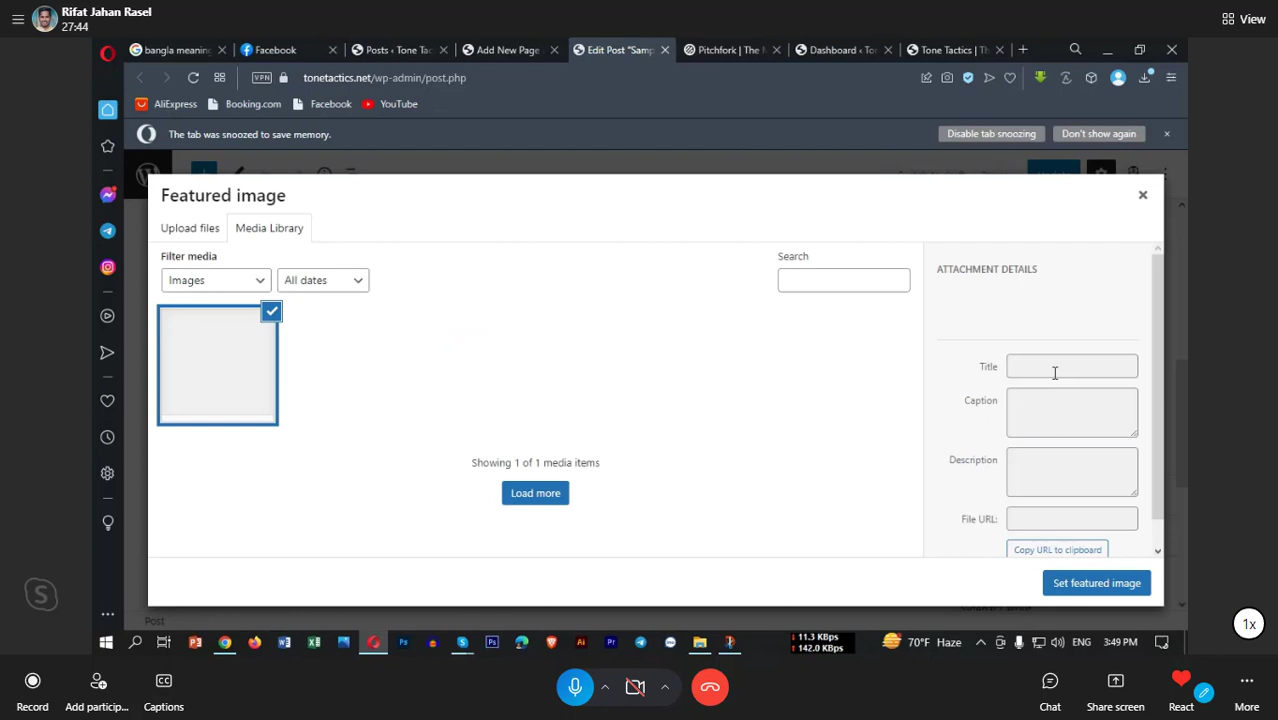 Rifat Jahan Rasel
27:44
View
bangla meaning
Facebook
Posts ‹ Tone Tac
Add New Page
Edit Post "Samp
Pitchfork | The M
Dashboard ‹ Ton
Tone Tactics | Th
VPN
tonetactics.net/wp-admin/post.php
AliExpress
Booking.com
Facebook
YouTube
The tab was snoozed to save memory.
Disable tab snoozing
Don't show again
Featured image
Upload files
Media Library
Filter media
Search
Images
All dates
ATTACHMENT DETAILS
Title
Caption
Description
File URL:
Copy URL to clipboard
Showing 1 of 1 media items
Load more
Set featured image
Post
11.3 KBps
142.0 KBps
70°F Haze
ENG
3:49 PM
1x
Record
Add particip...
Captions
Chat
Share screen
React
More